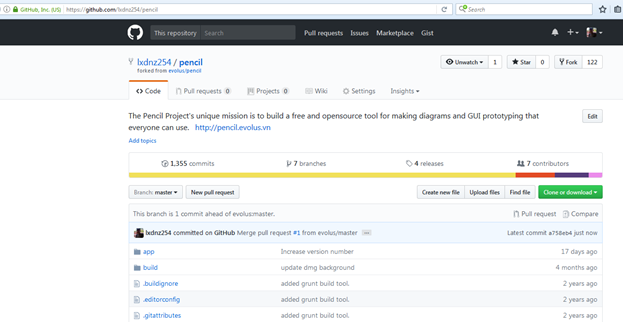 GitHub, Inc. (US) https://github.com/lxdnz254/pencil Search
This repository Search Pull requests Issues Marketplace Gist
lxdnz254 / pencil Unwatch 1 Star 0 Fork 122
forked from evolus/pencil
Code Pull requests 0 Projects 0 Wiki Settings Insights
The Pencil Project's unique mission is to build a free and opensource tool for making diagrams and GUI prototyping that Edit
everyone can use. http://pencil.evolus.vn
Add topics
1,355 commits 7 branches 4 releases 7 contributors
Branch: master New pull request Create new file Upload files Find file Clone or download
This branch is 1 commit ahead of evolus:master. Pull request Compare
lxdnz254 committed on GitHub Merge pull request #1 from evolus/master ... Latest commit a758eb4 just now
app Increase version number 17 days ago
build update dmg background 4 months ago
.buildignore added grunt build tool. 2 years ago
.editorconfig added grunt build tool. 2 years ago
.gitattributes added grunt build tool. 2 years ago